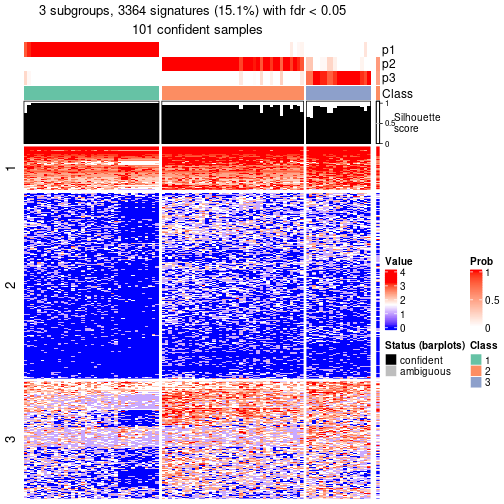 3 subgroups, 3364 signatures (15.1%) with fdr < 0.05
101 confident samples
p1
p2
p3
Class
1
0.5
0
Silhouette
score
1
2
3
Value
4
3
2
1
0
Prob
1
0.5
0
Status (barplots)
confident
ambiguous
Class
1
2
3